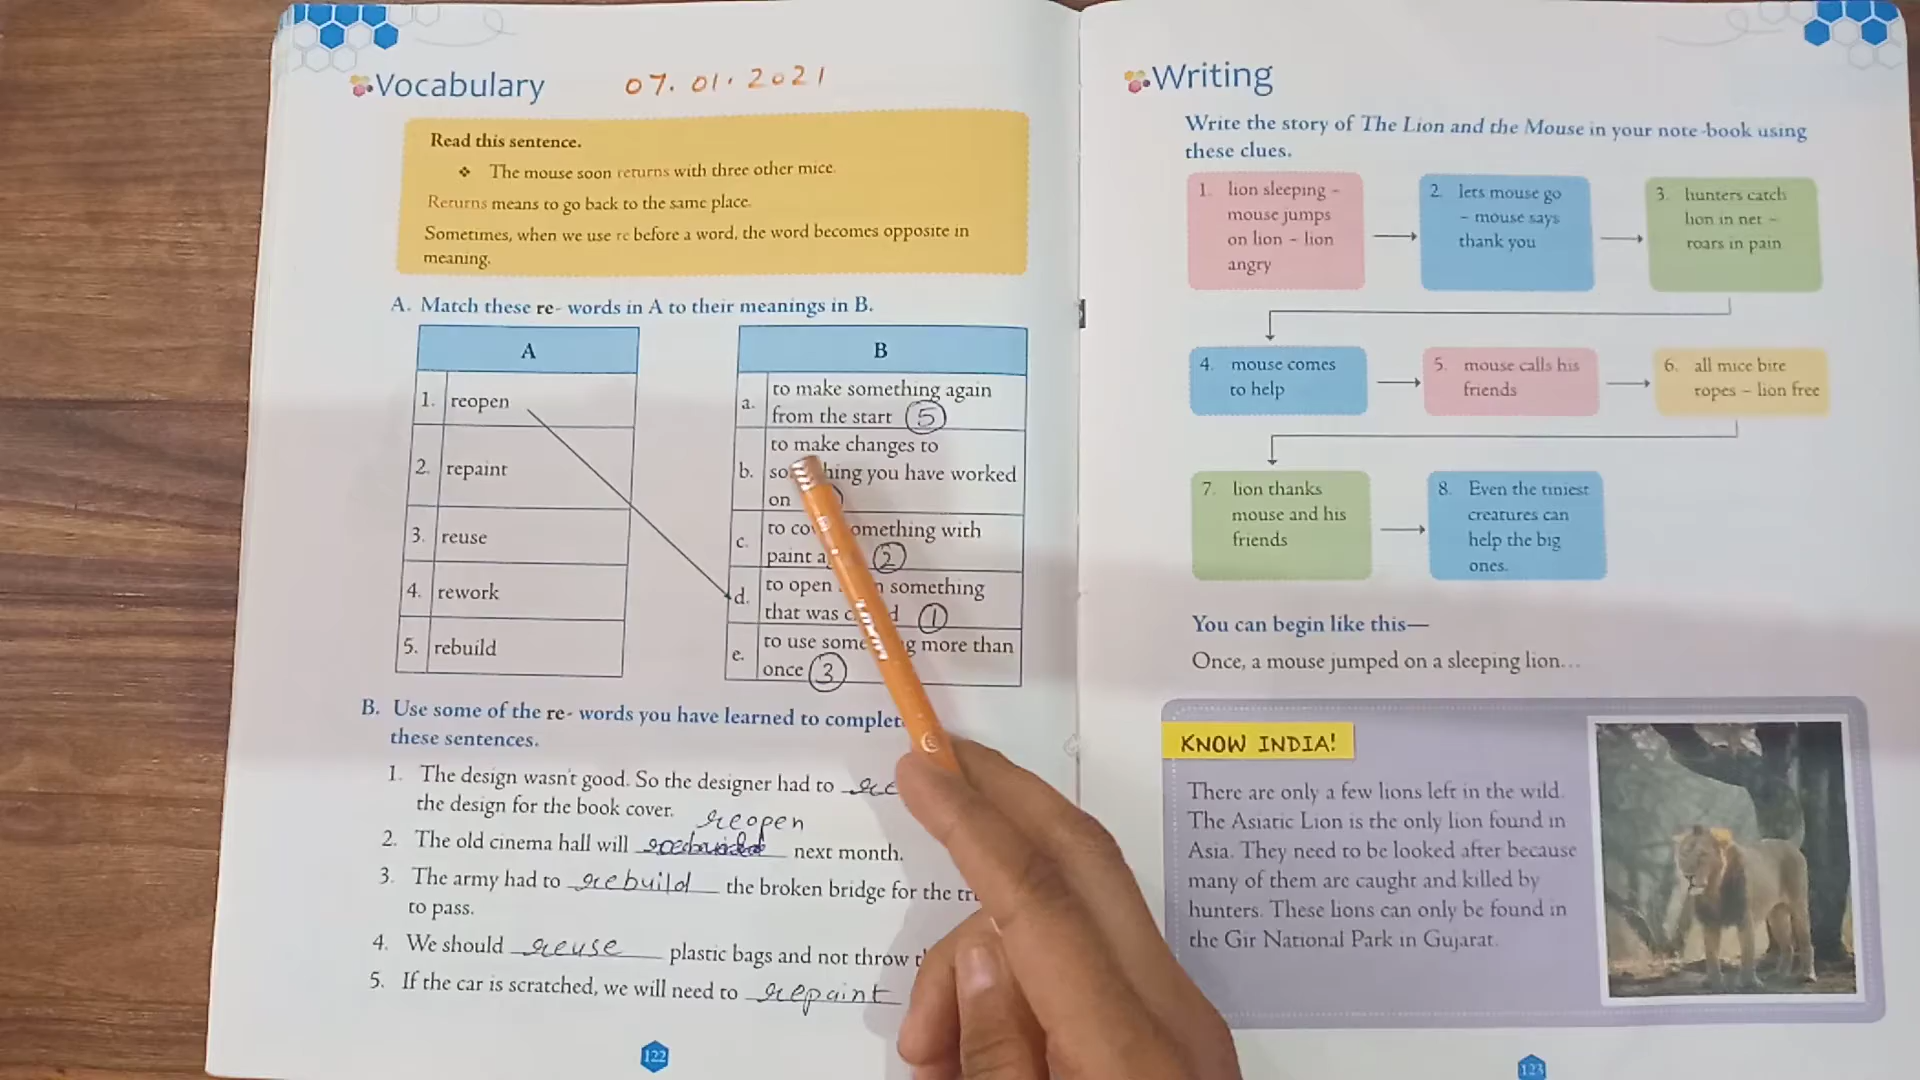 Vocabulary 07.01.2021
Read this sentence.
❖ The mouse soon returns with three other mice.
Returns means to go back to the same place.
Sometimes, when we use re before a word, the word becomes opposite in
meaning.
A. Match these re- words in A to their meanings in B.
A
1. reopen
2. repaint
3. reuse
4. rework
5. rebuild
B
a. to make something again
from the start 5
b. to make changes to
you have worked
on
c. to something with
paint 2
d. to open something
that was 1
e. to use more than
once 3
B. Use some of the re- words you have learned to
these sentences.
1. The design wasn't good. So the designer had to
the design for the book cover.
reopen
2. The old cinema hall will next month.
3. The army had to rebuild the broken bridge for the
to pass.
4. We should reuse plastic bags and not throw
5. If the car is scratched, we will need to repaint
122
Writing
Write the story of The Lion and the Mouse in your note-book using
these clues.
1. lion sleeping –
mouse jumps
on lion – lion
angry
2. lets mouse go
– mouse says
thank you
3. hunters catch
lion in net –
roars in pain
4. mouse comes
to help
5. mouse calls his
friends
6. all mice bite
ropes – lion free
7. lion thanks
mouse and his
friends
8. Even the tiniest
creatures can
help the big
ones.
You can begin like this—
Once, a mouse jumped on a sleeping lion...
KNOW INDIA!
There are only a few lions left in the wild.
The Asiatic Lion is the only lion found in
Asia. They need to be looked after because
many of them are caught and killed by
hunters. These lions can only be found in
the Gir National Park in Gujarat.
123